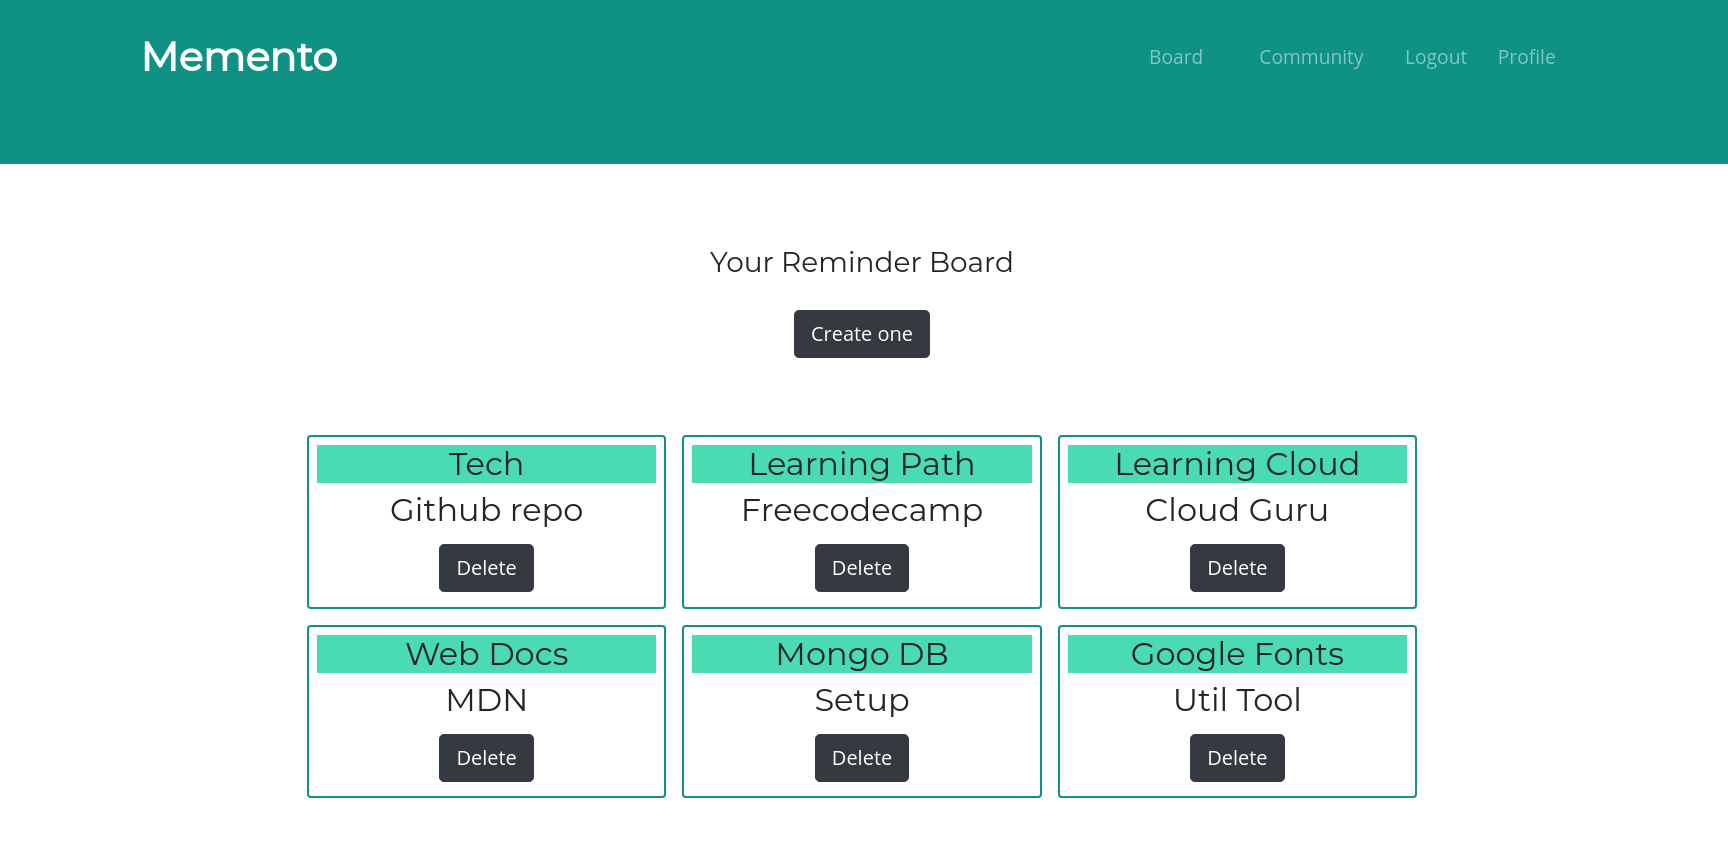 Memento
Board Community Logout Profile
Your Reminder Board
Create one
Tech
Github repo
Delete
Learning Path
Freecodecamp
Delete
Learning Cloud
Cloud Guru
Delete
Web Docs
MDN
Delete
Mongo DB
Setup
Delete
Google Fonts
Util Tool
Delete